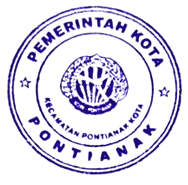 PEMERINTAH KOTA
KECAMATAN PONTIANAK KOTA
PONTIANAK